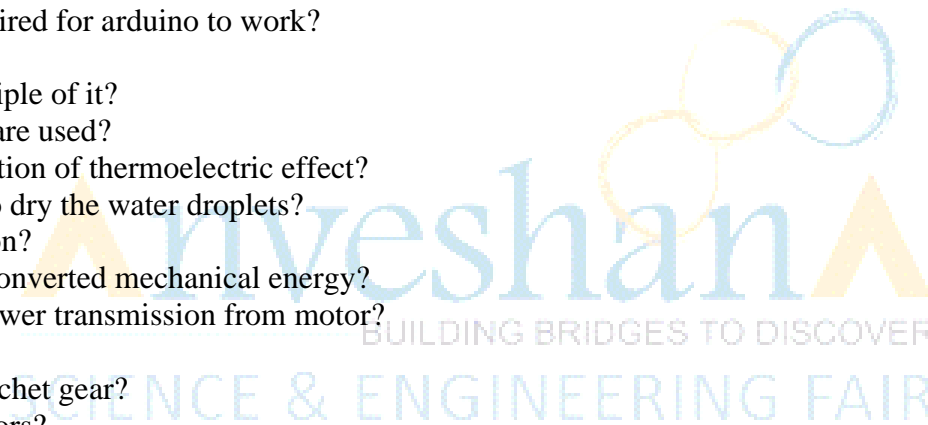 ired for arduino to work?
iple of it?
are used?
tion of thermoelectric effect?
o dry the water droplets?
on?
onverted mechanical energy?
wer transmission from motor?
chet gear?
ors?
Anveshan
BUILDING BRIDGES TO DISCOVER
SCIENCE & ENGINEERING FAIR